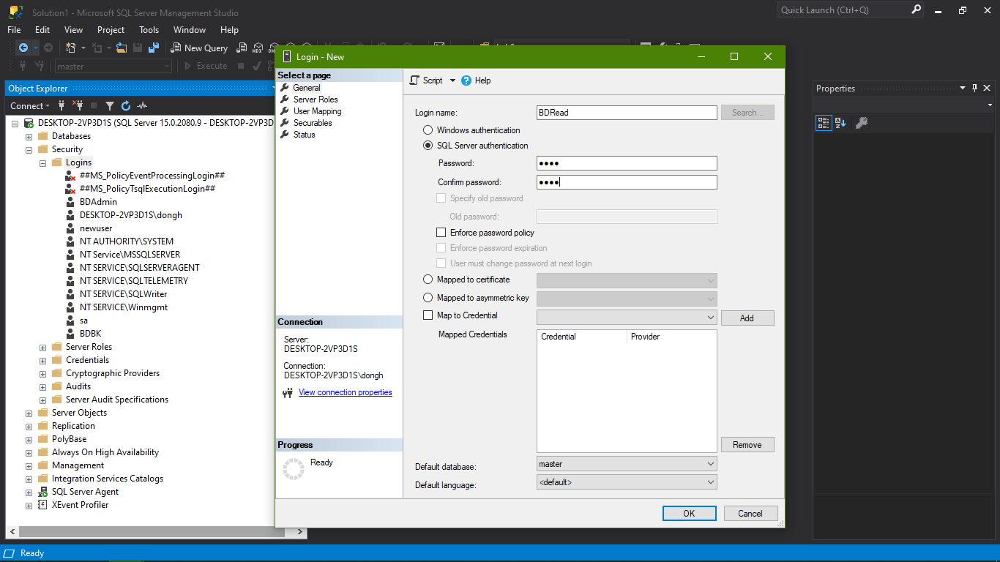 Solution1 - Microsoft SQL Server Management Studio
Quick Launch (Ctrl+Q)
File Edit View Project Tools Window Help
New Query
MDX
master
Execute
Object Explorer
Connect
DESKTOP-2VP3D1S (SQL Server 15.0.2080.9 - DESKTOP-2VP3D
Databases
Security
Logins
##MS_PolicyEventProcessingLogin##
##MS_PolicyTsqlExecutionLogin##
BDAdmin
DESKTOP-2VP3D1S\dongh
newuser
NT AUTHORITY\SYSTEM
NT Service\MSSQLSERVER
NT SERVICE\SQLSERVERAGENT
NT SERVICE\SQLTELEMETRY
NT SERVICE\SQLWriter
NT SERVICE\Winmgmt
sa
BDBK
Server Roles
Credentials
Cryptographic Providers
Audits
Server Audit Specifications
Server Objects
Replication
PolyBase
Always On High Availability
Management
Integration Services Catalogs
SQL Server Agent
XEvent Profiler
Login - New
Select a page
General
Server Roles
User Mapping
Securables
Status
Connection
Server:
DESKTOP-2VP3D1S
Connection:
DESKTOP-2VP3D1S\dongh
View connection properties
Progress
Ready
Script Help
Login name: BDRead Search...
Windows authentication
SQL Server authentication
Password: ●●●●
Confirm password: ●●●●
Specify old password
Old password:
Enforce password policy
Enforce password expiration
User must change password at next login
Mapped to certificate
Mapped to asymmetric key
Map to Credential Add
Mapped Credentials Credential Provider
Remove
Default database: master
Default language: <default>
OK Cancel
Properties
Ready